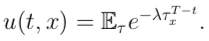 u(t, x) = 𝔼_τ e^{-λτ_x^{T-t}}.